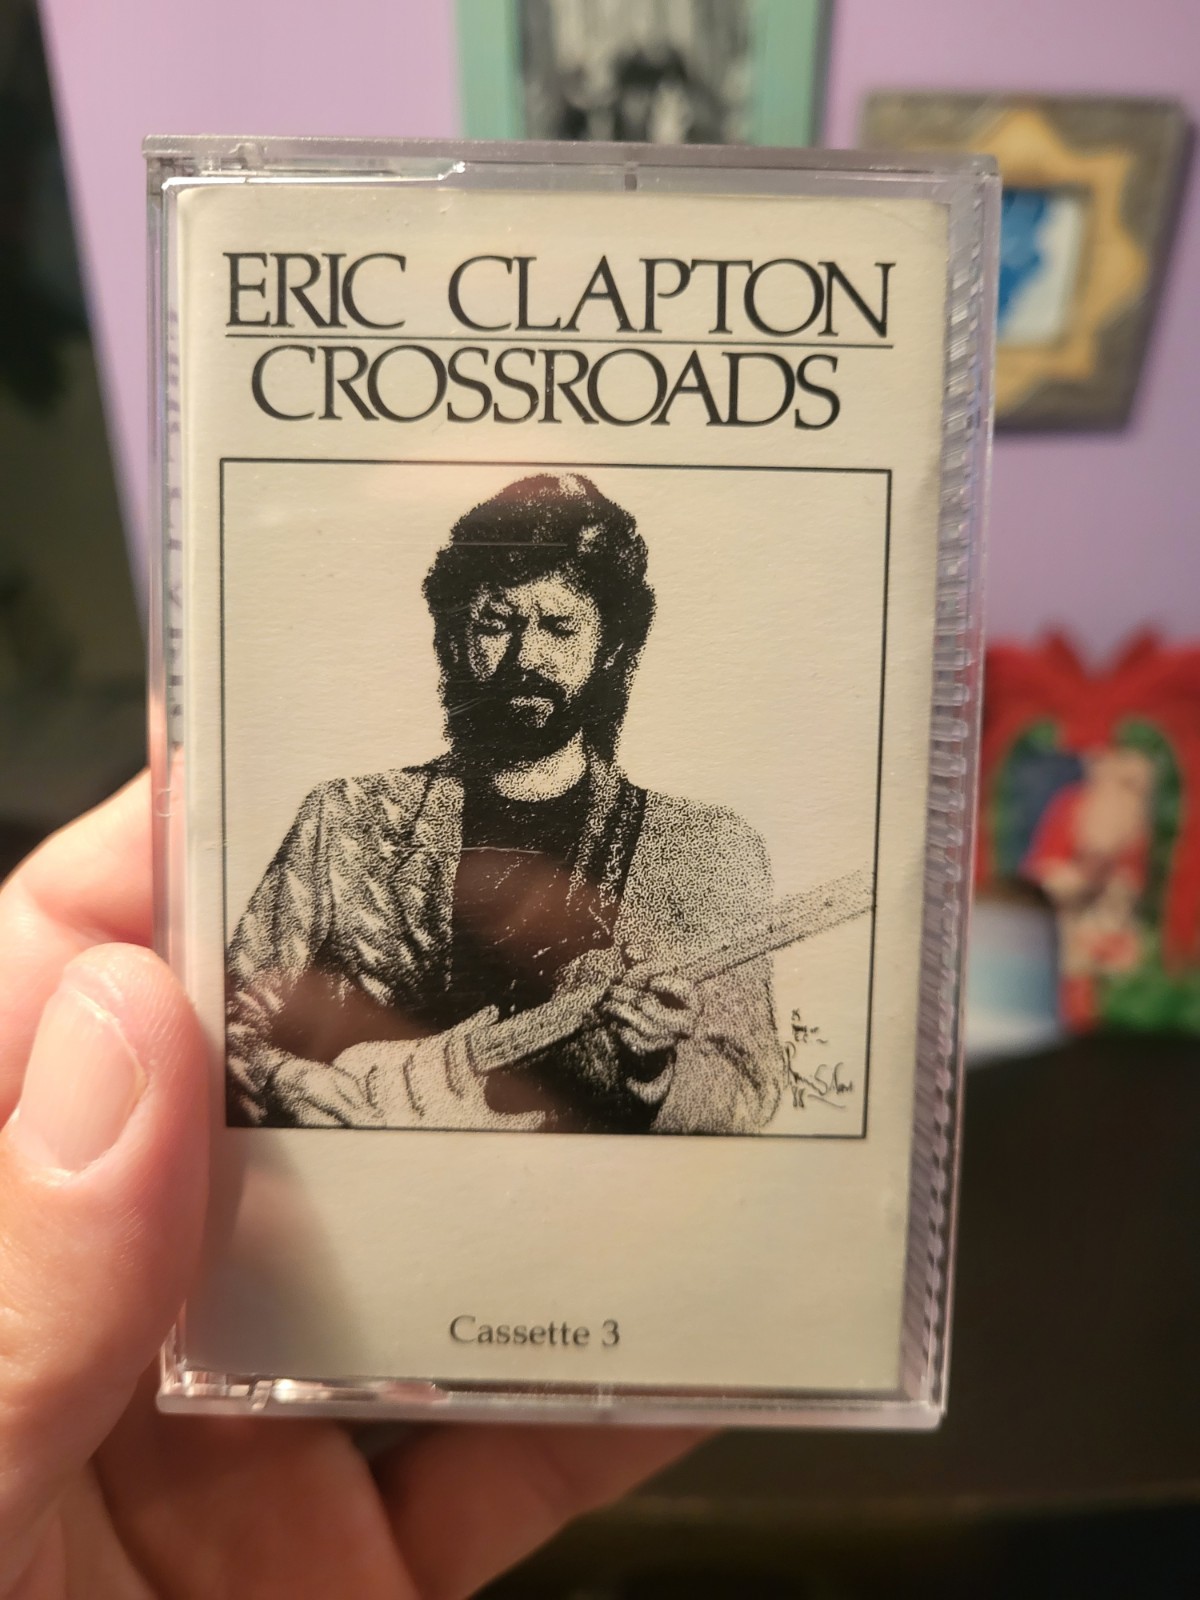 ERIC CLAPTON
CROSSROADS
Cassette 3